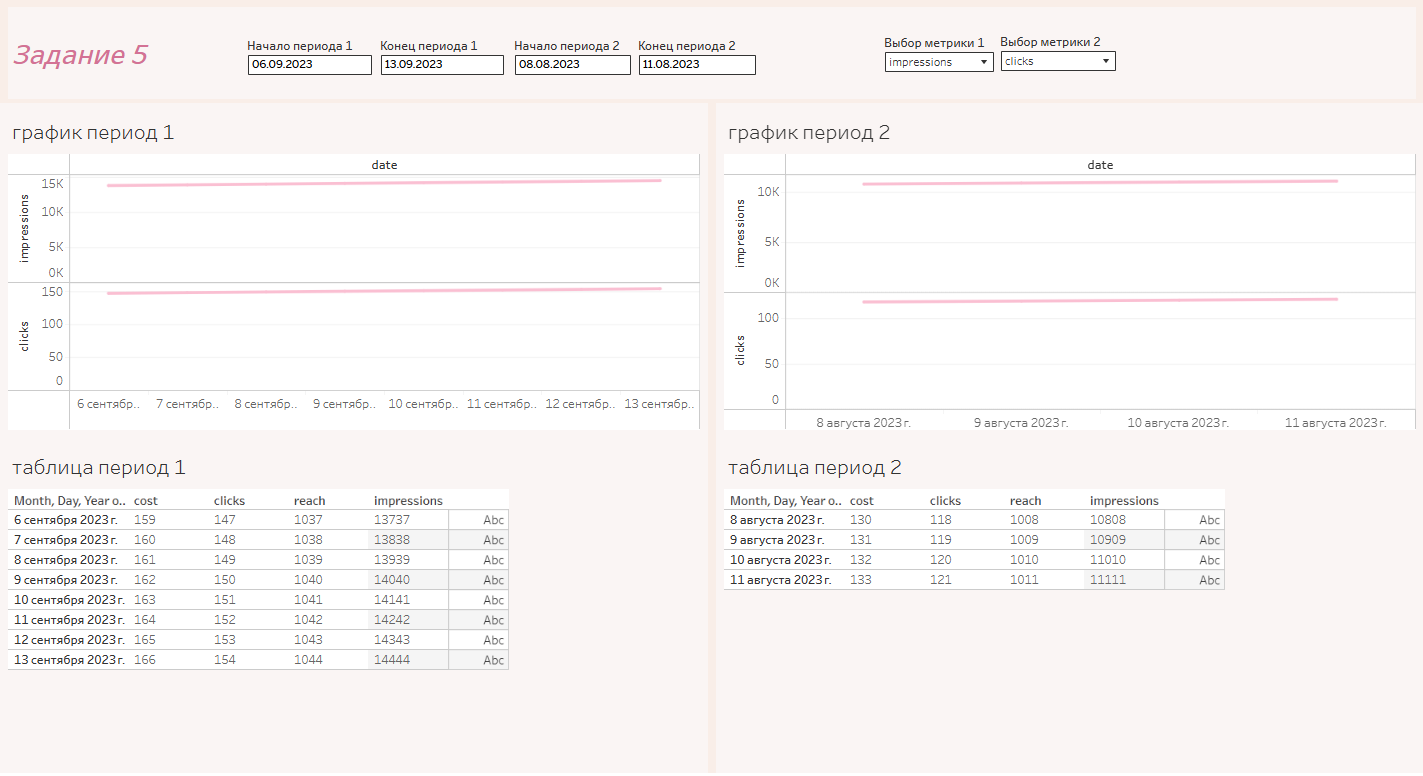 Задание 5
Начало периода 1 Конец периода 1 Начало периода 2 Конец периода 2 Выбор метрики 1 Выбор метрики 2
06.09.2023 13.09.2023 08.08.2023 11.08.2023 impressions clicks
график период 1
date
impressions
15K
10K
5K
0K
clicks
150
100
50
0
6 сентябр.. 7 сентябр.. 8 сентябр.. 9 сентябр.. 10 сентябр.. 11 сентябр.. 12 сентябр.. 13 сентябр..
график период 2
date
impressions
10K
5K
0K
clicks
100
50
0
8 августа 2023 г. 9 августа 2023 г. 10 августа 2023 г. 11 августа 2023 г.
таблица период 1
Month, Day, Year o.. cost clicks reach impressions
6 сентября 2023 г. 159 147 1037 13737 Abc
7 сентября 2023 г. 160 148 1038 13838 Abc
8 сентября 2023 г. 161 149 1039 13939 Abc
9 сентября 2023 г. 162 150 1040 14040 Abc
10 сентября 2023 г. 163 151 1041 14141 Abc
11 сентября 2023 г. 164 152 1042 14242 Abc
12 сентября 2023 г. 165 153 1043 14343 Abc
13 сентября 2023 г. 166 154 1044 14444 Abc
таблица период 2
Month, Day, Year o.. cost clicks reach impressions
8 августа 2023 г. 130 118 1008 10808 Abc
9 августа 2023 г. 131 119 1009 10909 Abc
10 августа 2023 г. 132 120 1010 11010 Abc
11 августа 2023 г. 133 121 1011 11111 Abc